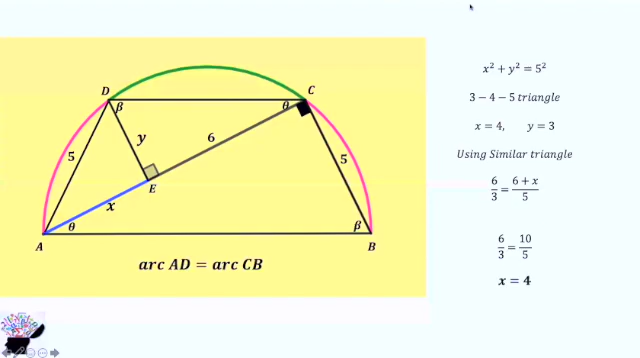 D
C
β
θ
y
6
5
5
E
x
θ
β
A
B
arc AD = arc CB
x² + y² = 5²
3 − 4 − 5 triangle
x = 4, y = 3
Using Similar triangle
6/3 = (6 + x)/5
6/3 = 10/5
x = 4